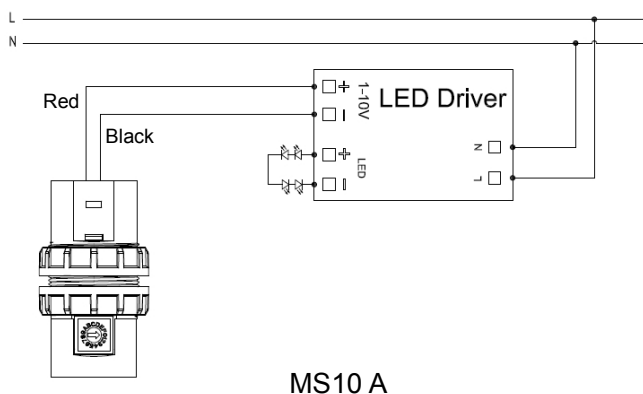 L
N
Red
Black
+
−
1-10V
+
−
LED
LED Driver
N
L
MS10 A